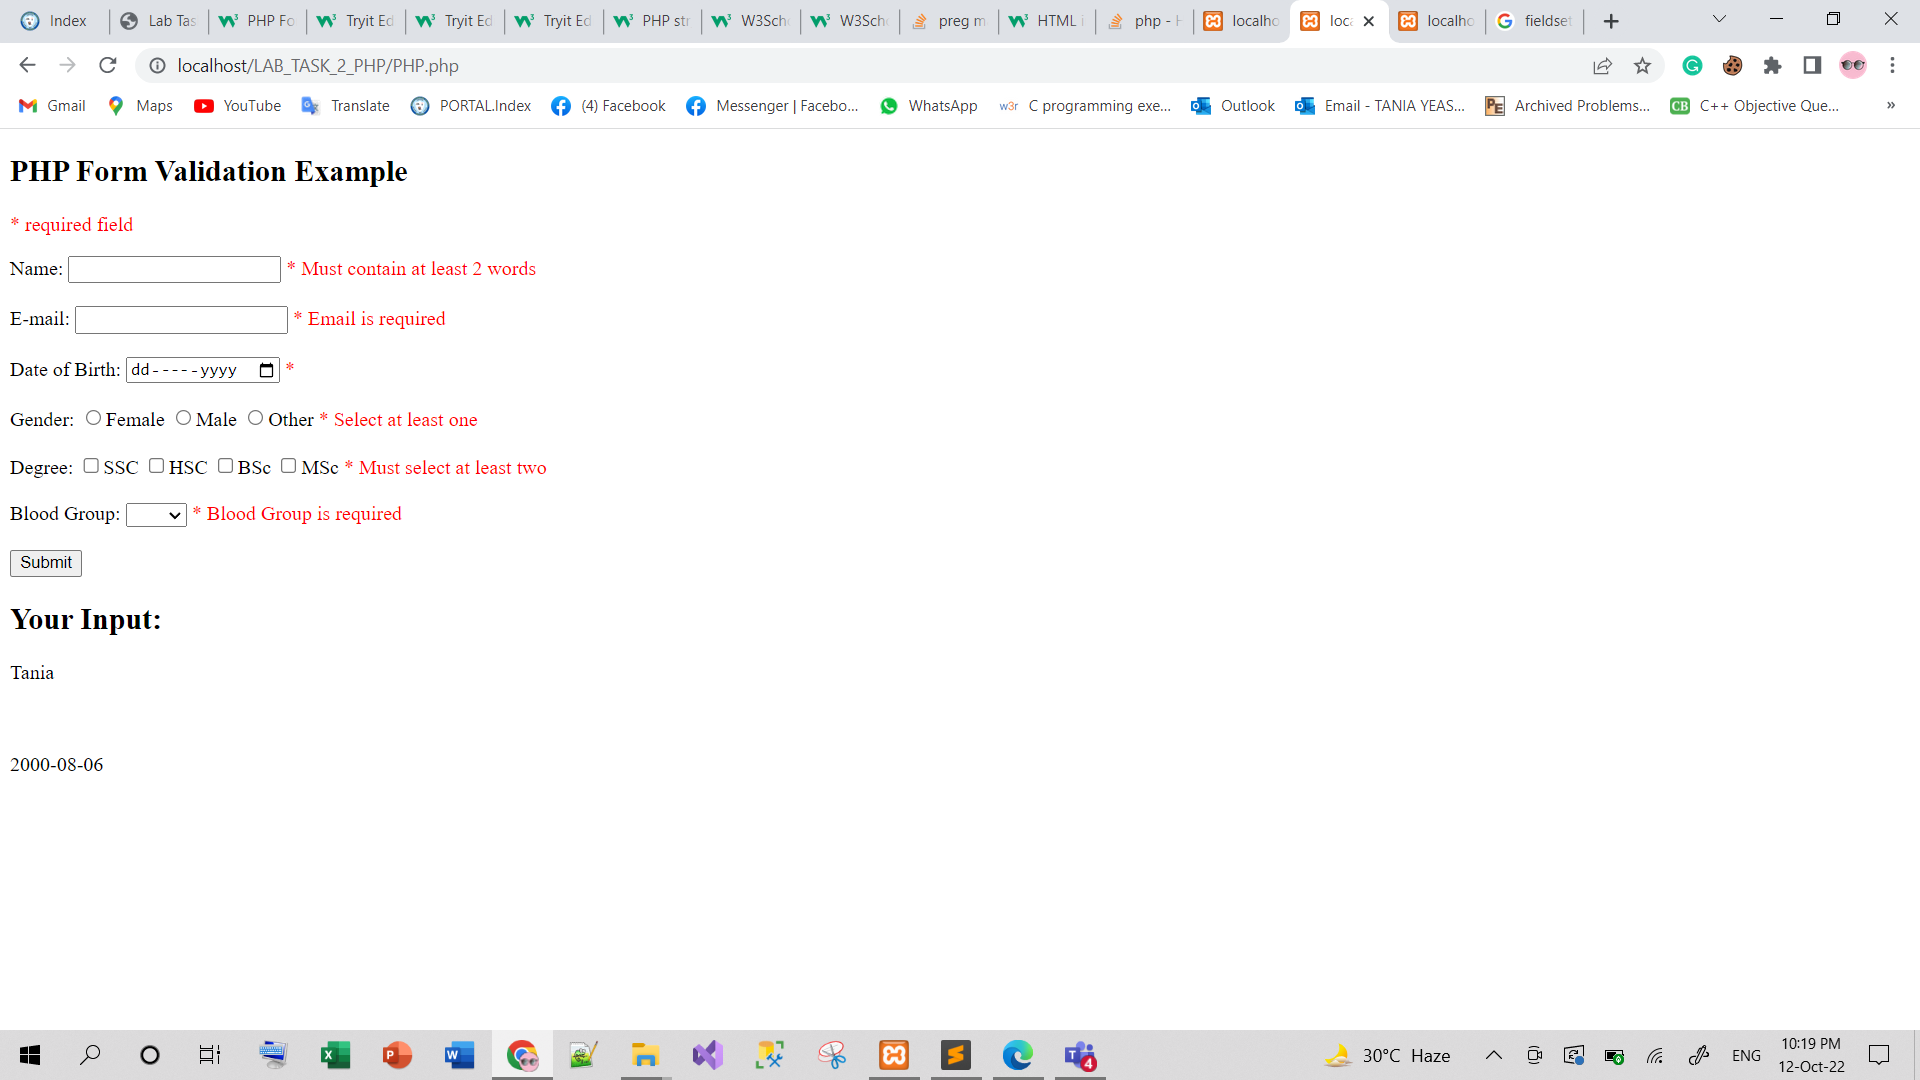 Index Lab Tas PHP Fo Tryit Ed Tryit Ed Tryit Ed PHP str W3Sch W3Sch preg m HTML i php - H localho loca localho fieldset
localhost/LAB_TASK_2_PHP/PHP.php
Gmail Maps YouTube Translate PORTAL.Index (4) Facebook Messenger | Facebo... WhatsApp w3r C programming exe... Outlook Email - TANIA YEAS... PE Archived Problems... CB C++ Objective Que... »
PHP Form Validation Example
* required field
Name: * Must contain at least 2 words
E-mail: * Email is required
Date of Birth: dd-----yyyy *
Gender: Female Male Other * Select at least one
Degree: SSC HSC BSc MSc * Must select at least two
Blood Group: * Blood Group is required
Submit
Your Input:
Tania
2000-08-06
30°C Haze ENG 10:19 PM
12-Oct-22